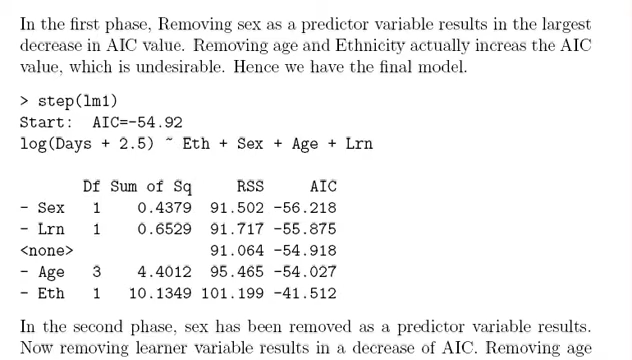 In the first phase, Removing sex as a predictor variable results in the largest
decrease in AIC value. Removing age and Ethnicity actually increas the AIC
value, which is undesirable. Hence we have the final model.
> step(lm1)
Start: AIC=-54.92
log(Days + 2.5) ~ Eth + Sex + Age + Lrn
Df Sum of Sq RSS AIC
- Sex 1 0.4379 91.502 -56.218
- Lrn 1 0.6529 91.717 -55.875
<none> 91.064 -54.918
- Age 3 4.4012 95.465 -54.027
- Eth 1 10.1349 101.199 -41.512
In the second phase, sex has been removed as a predictor variable results.
Now removing learner variable results in a decrease of AIC. Removing age